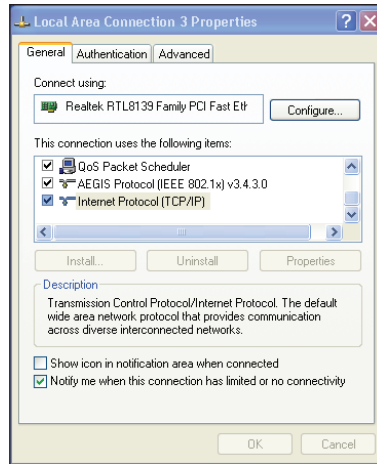 Local Area Connection 3 Properties
General Authentication Advanced
Connect using:
Realtek RTL8139 Family PCI Fast Eth
Configure...
This connection uses the following items:
QoS Packet Scheduler
AEGIS Protocol (IEEE 802.1x) v3.4.3.0
Internet Protocol (TCP/IP)
Install... Uninstall Properties
Description
Transmission Control Protocol/Internet Protocol. The default
wide area network protocol that provides communication
across diverse interconnected networks.
Show icon in notification area when connected
Notify me when this connection has limited or no connectivity
OK Cancel